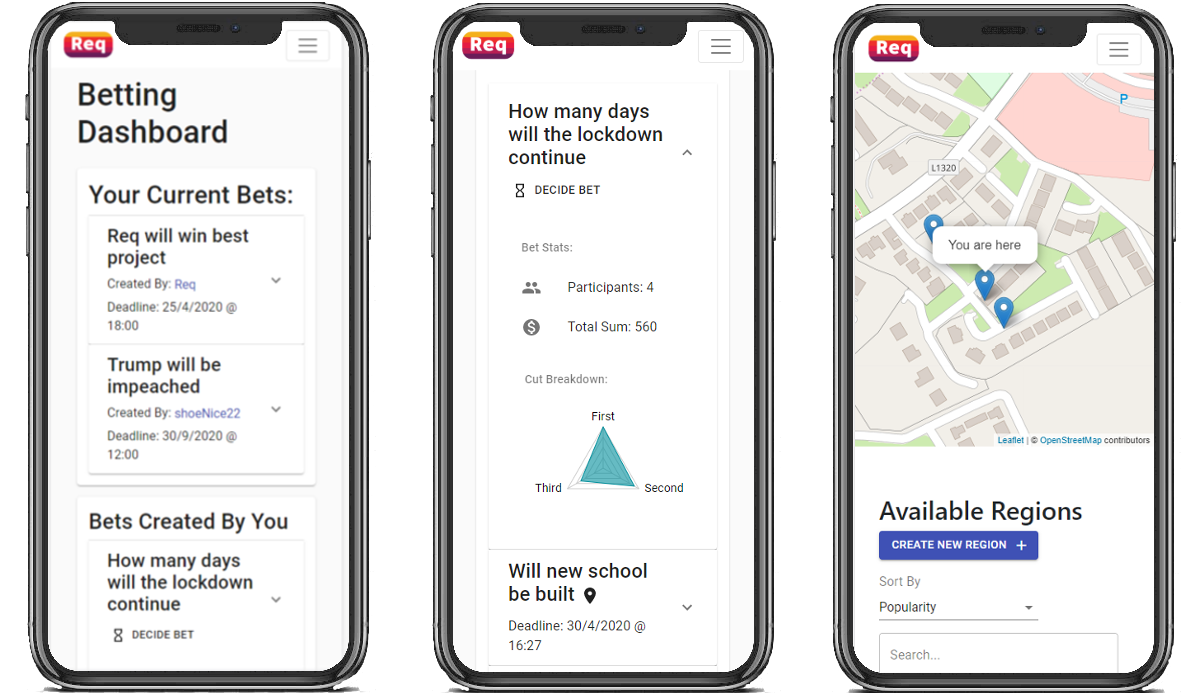 Req
Betting
Dashboard
Your Current Bets:
Req will win best
project
Created By: Req
Deadline: 25/4/2020 @
18:00
Trump will be
impeached
Created By: shoeNice22
Deadline: 30/9/2020 @
12:00
Bets Created By You
How many days
will the lockdown
continue
DECIDE BET
Req
How many days
will the lockdown
continue
DECIDE BET
Bet Stats:
Participants: 4
$
Total Sum: 560
Cut Breakdown:
First
Third
Second
Will new school
be built
Deadline: 30/4/2020 @
16:27
Req
P
L1320
You are here
Leaflet | © OpenStreetMap contributors
Available Regions
CREATE NEW REGION +
Sort By
Popularity
Search...